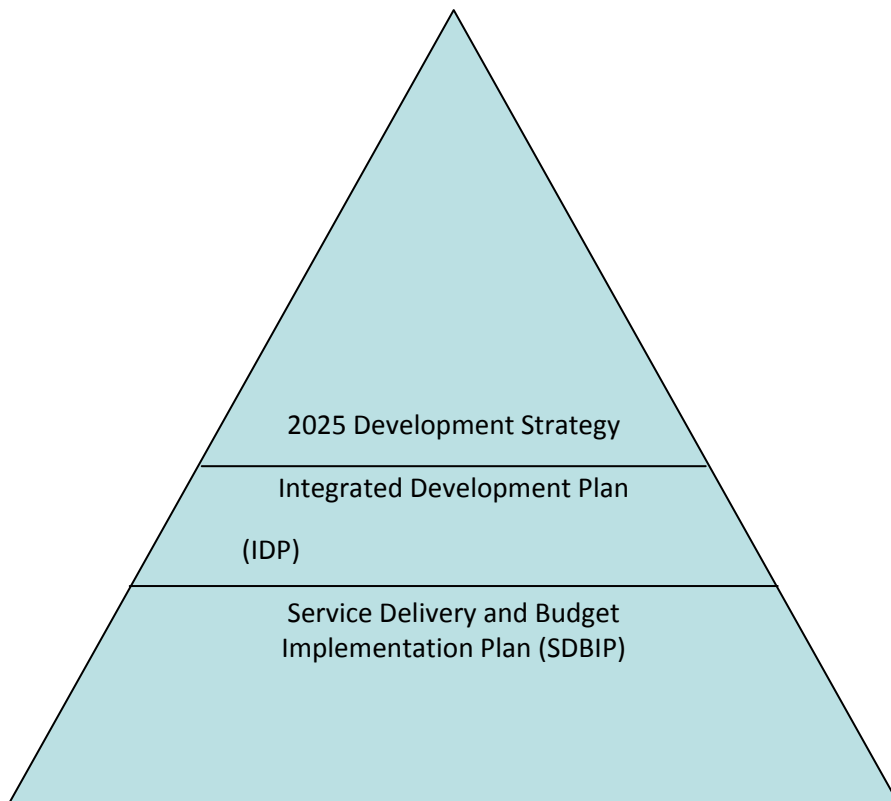 2025 Development Strategy
Integrated Development Plan
(IDP)
Service Delivery and Budget
Implementation Plan (SDBIP)